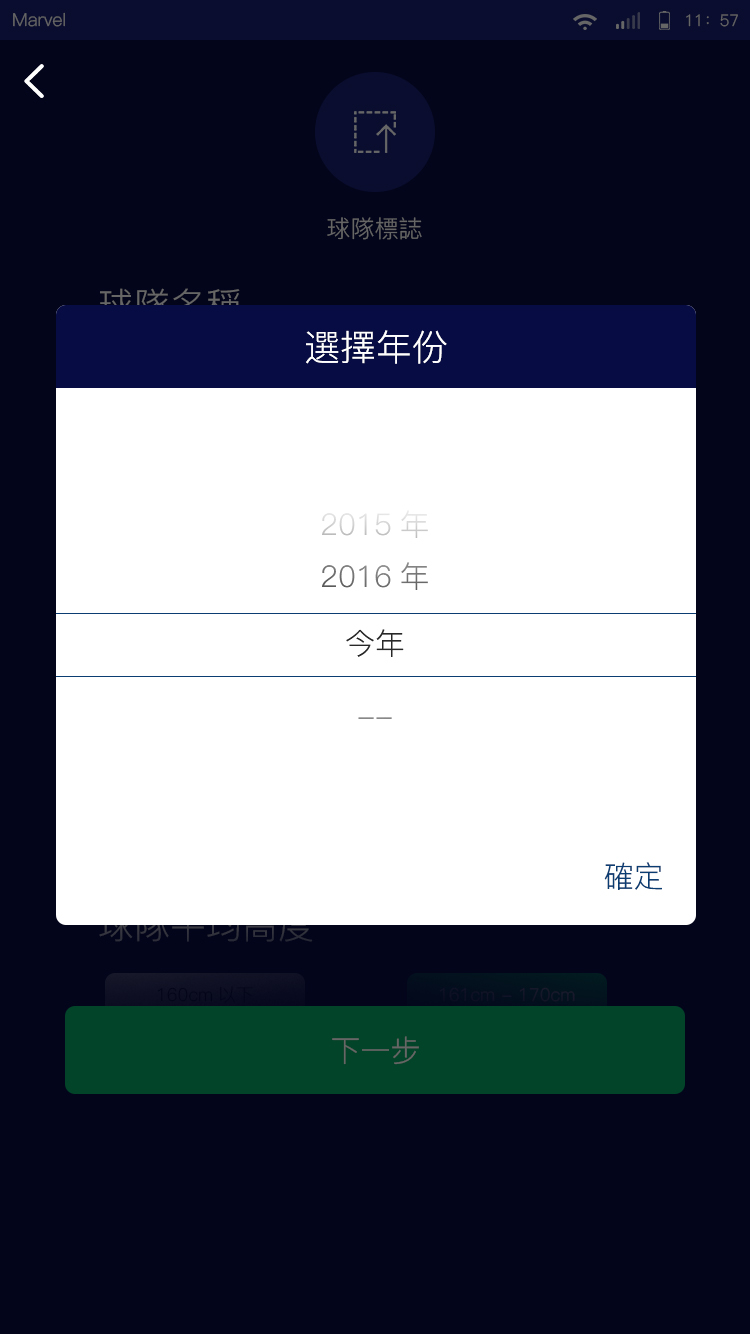 Marvel
11: 57
球隊標誌
球隊名稱
選擇年份
2015 年
2016 年
今年
––
確定
球隊平均高度
160cm 以下
161cm – 170cm
下一步